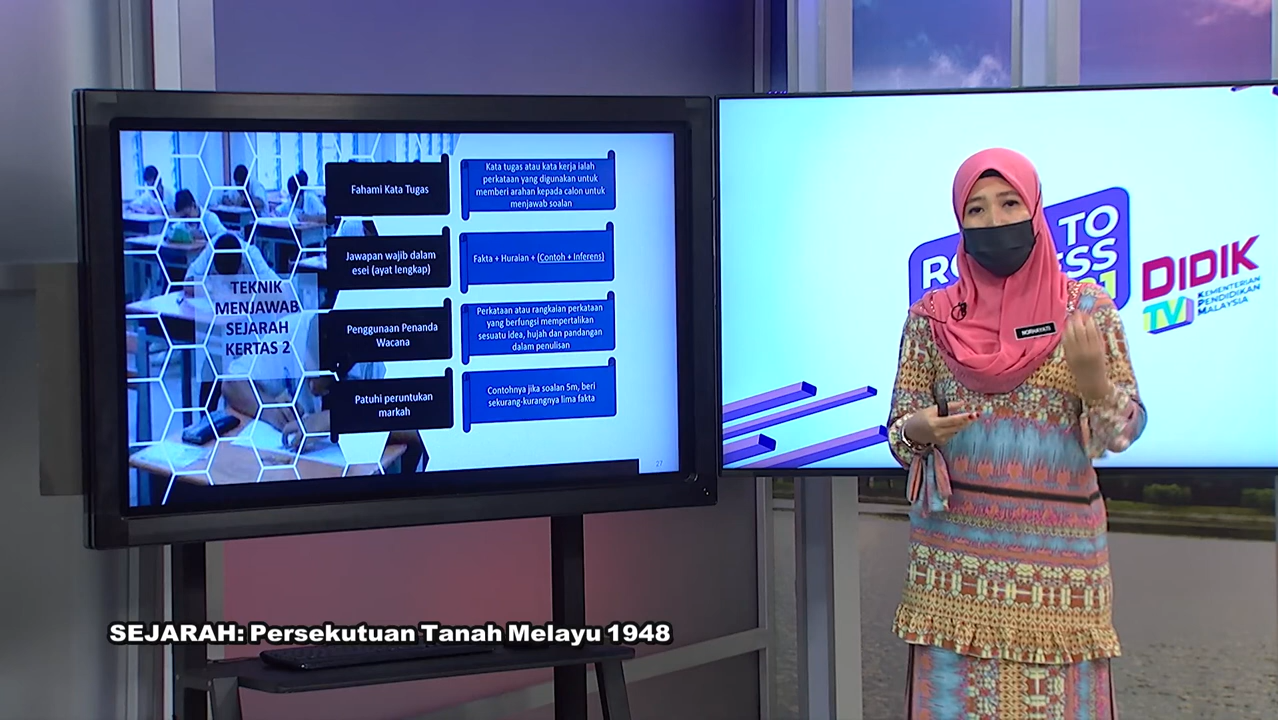 TEKNIK
MENJAWAB
SEJARAH
KERTAS 2
Fahami Kata Tugas
Kata tugas atau kata kerja ialah
perkataan yang digunakan untuk
memberi arahan kepada calon untuk
menjawab soalan
Jawapan wajib dalam
esei (ayat lengkap)
Fakta + Huraian + (Contoh + Inferens)
Penggunaan Penanda
Wacana
Perkataan atau rangkaian perkataan
yang berfungsi mempertalikan
sesuatu idea, hujah dan pandangan
dalam penulisan
Patuhi peruntukan
markah
Contohnya jika soalan 5m, beri
sekurang-kurangnya lima fakta
27
TO
DIDIK
TV
KEMENTERIAN
PENDIDIKAN
MALAYSIA
SEJARAH: Persekutuan Tanah Melayu 1948